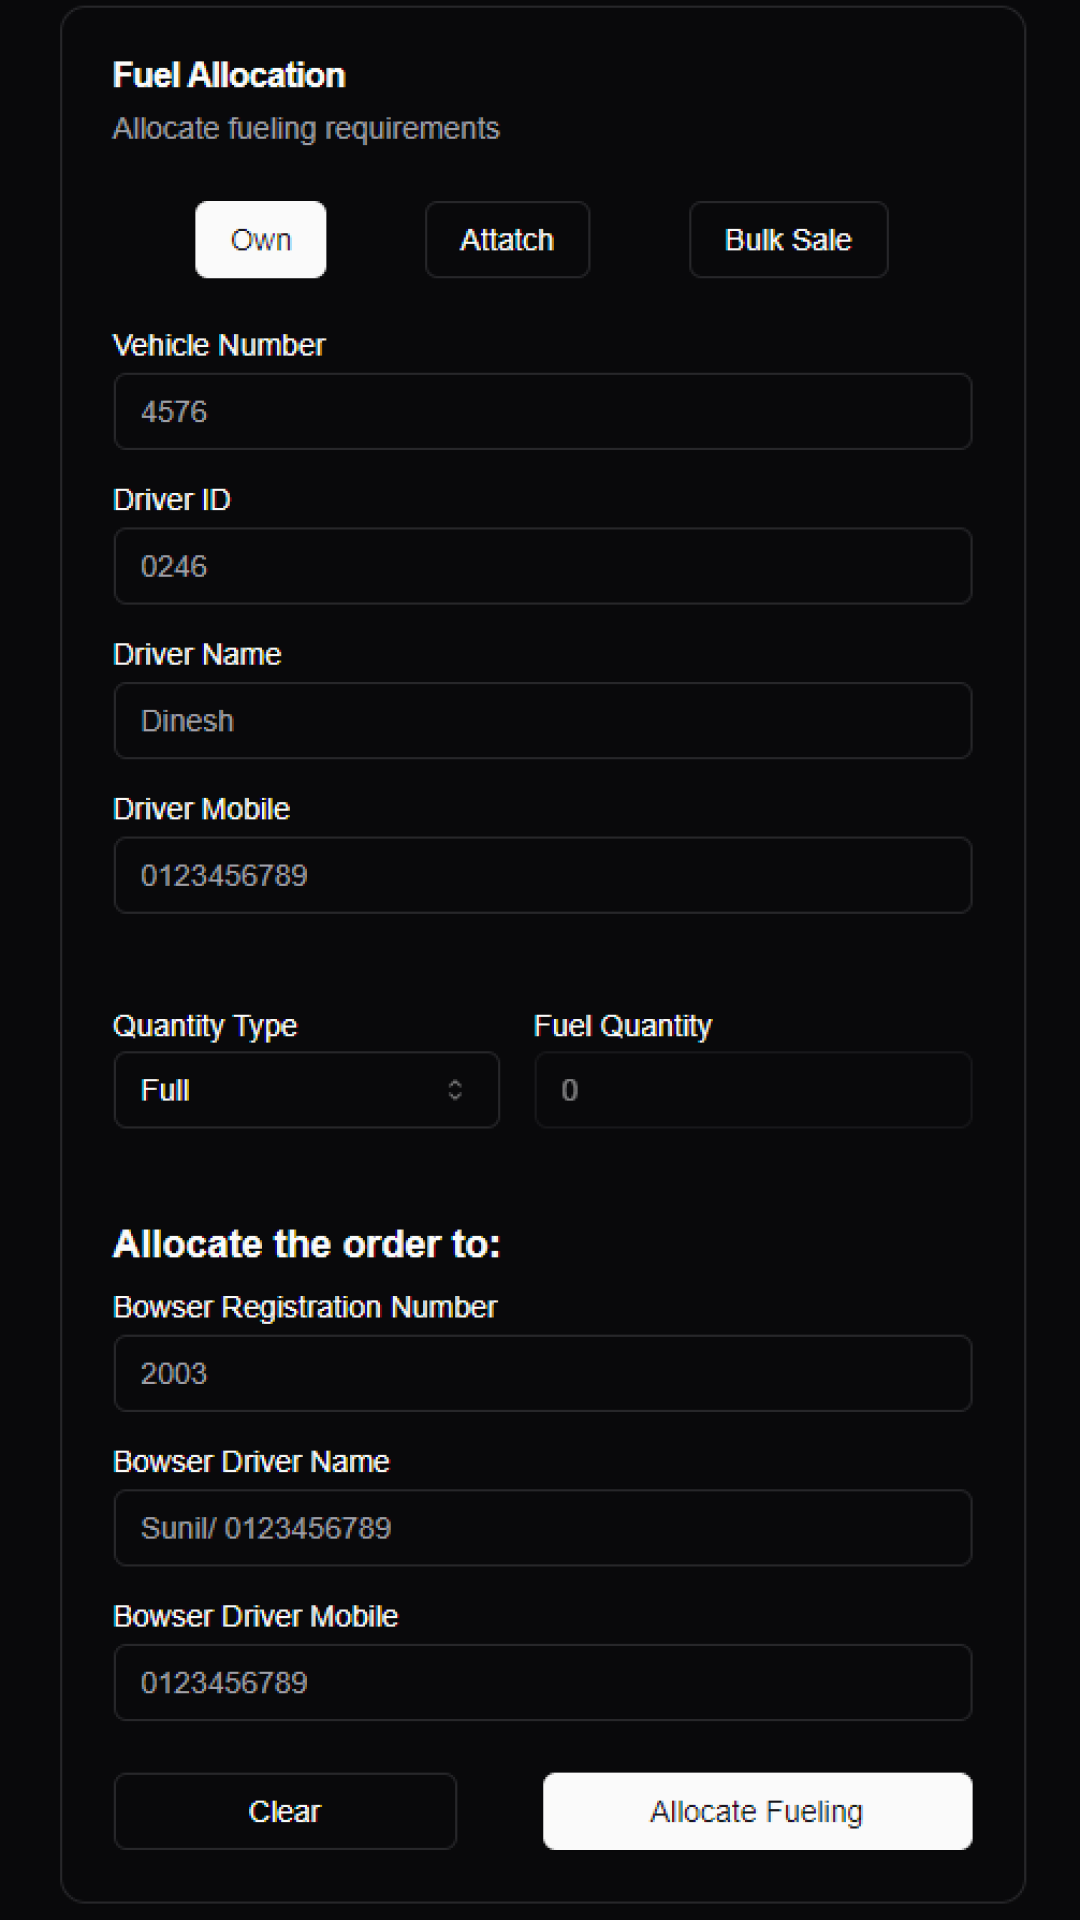 Fuel Allocation
Allocate fueling requirements
Own Attatch Bulk Sale
Vehicle Number
4576
Driver ID
0246
Driver Name
Dinesh
Driver Mobile
0123456789
Quantity Type Fuel Quantity
Full 0
Allocate the order to:
Bowser Registration Number
2003
Bowser Driver Name
Sunil/ 0123456789
Bowser Driver Mobile
0123456789
Clear Allocate Fueling